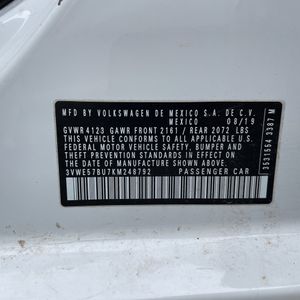 MFD BY VOLKSWAGEN DE MEXICO S.A. DE C.V.
MEXICO 08/19
GVWR 4123 GAWR FRONT 2161 / REAR 2072 LBS
THIS VEHICLE CONFORMS TO ALL APPLICABLE
FEDERAL MOTOR VEHICLE SAFETY, BUMPER AND
THEFT PREVENTION STANDARDS IN EFFECT ON
THE DATE OF MANUFACTURE SHOWN ABOVE.
3VWE57BU7KM248792 PASSENGER CAR
3531554 3387 M